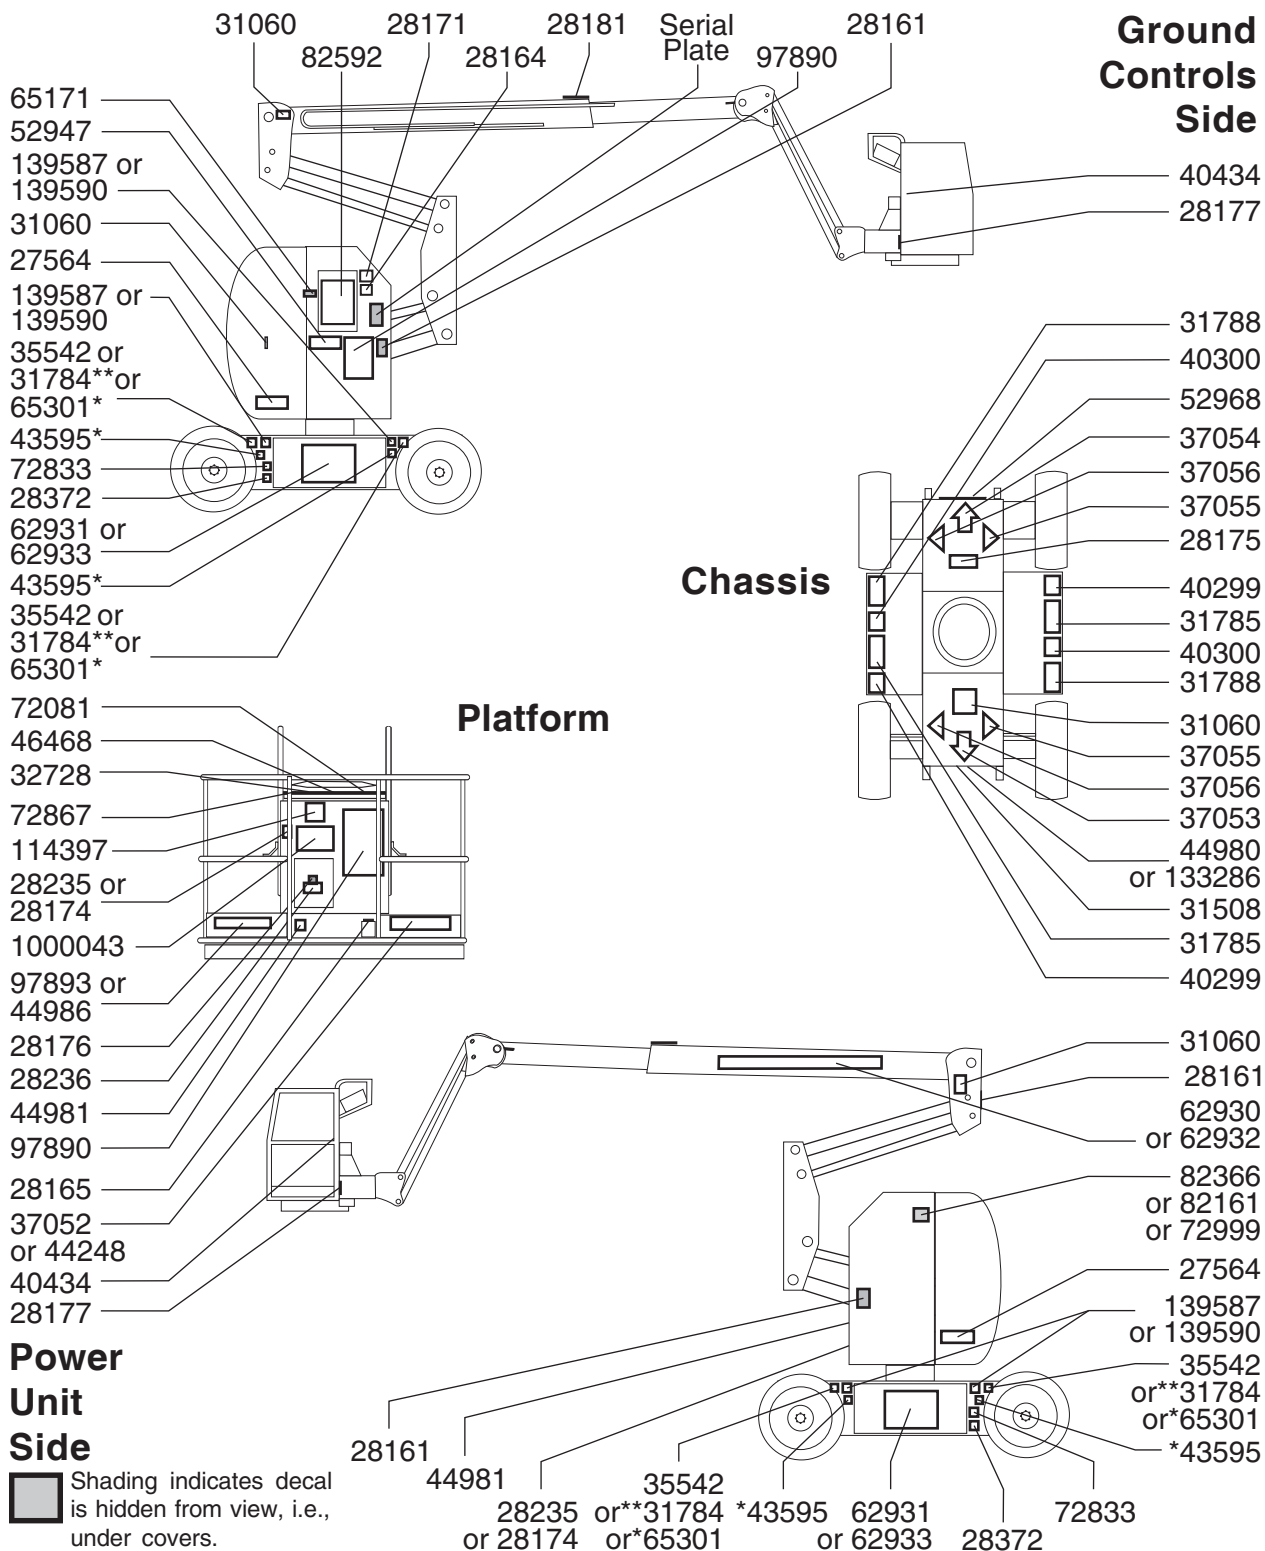 31060
28171
28181
Serial
Plate
28161
82592
28164
97890
Ground
Controls
Side
65171
52947
139587 or
139590
31060
27564
139587 or
139590
35542 or
31784**or
65301*
43595*
72833
28372
62931 or
62933
43595*
35542 or
31784**or
65301*
40434
28177
Chassis
31788
40300
52968
37054
37056
37055
28175
40299
31785
40300
31788
31060
37055
37056
37053
44980
or 133286
31508
31785
40299
Platform
72081
46468
32728
72867
114397
28235 or
28174
1000043
97893 or
44986
28176
28236
44981
97890
28165
37052
or 44248
40434
28177
31060
28161
62930
or 62932
82366
or 82161
or 72999
27564
139587
or 139590
35542
or**31784
or*65301
*43595
Power
Unit
Side
Shading indicates decal
is hidden from view, i.e.,
under covers.
28161
44981
28235
or 28174
35542
or**31784
or*65301
*43595
62931
or 62933
28372
72833